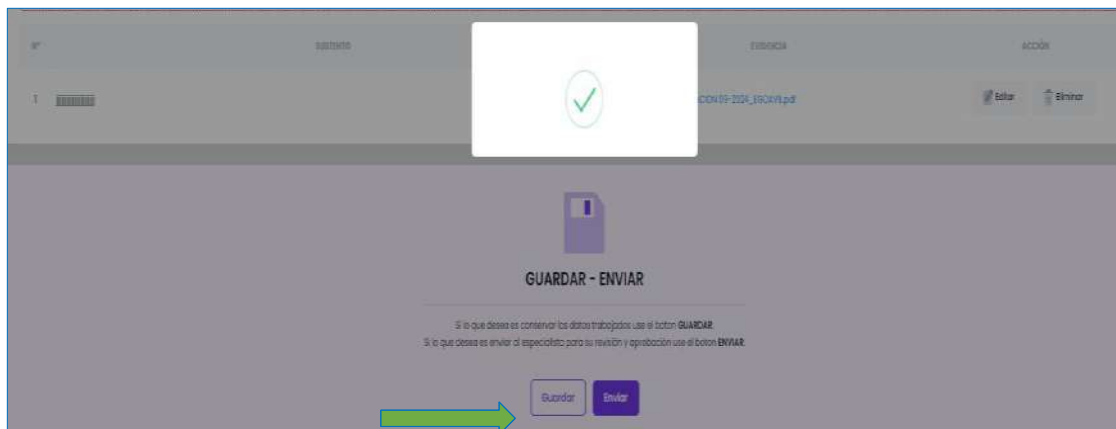 N° SUSTENTO EVIDENCIA ACCIÓN
1 Editar Eliminar
GUARDAR - ENVIAR
Si lo que desea es conservar los datos trabajados use el boton GUARDAR.
Si lo que desea es enviar al especialista para su revisión y aprobación use el boton ENVIAR.
Guardar Enviar